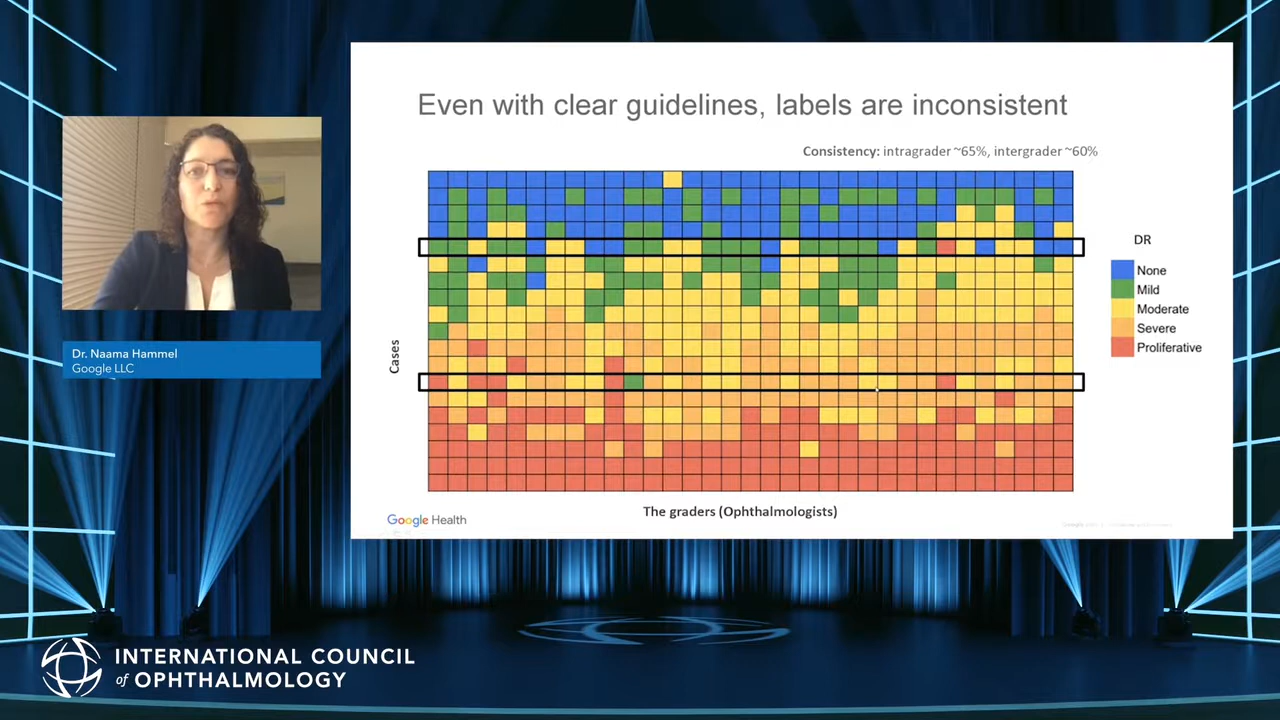 Even with clear guidelines, labels are inconsistent
Consistency: intragrader ~65%, intergrader ~60%
DR
None
Mild
Moderate
Severe
Proliferative
Cases
The graders (Ophthalmologists)
Google Health
Dr. Naama Hammel
Google LLC
INTERNATIONAL COUNCIL
of OPHTHALMOLOGY